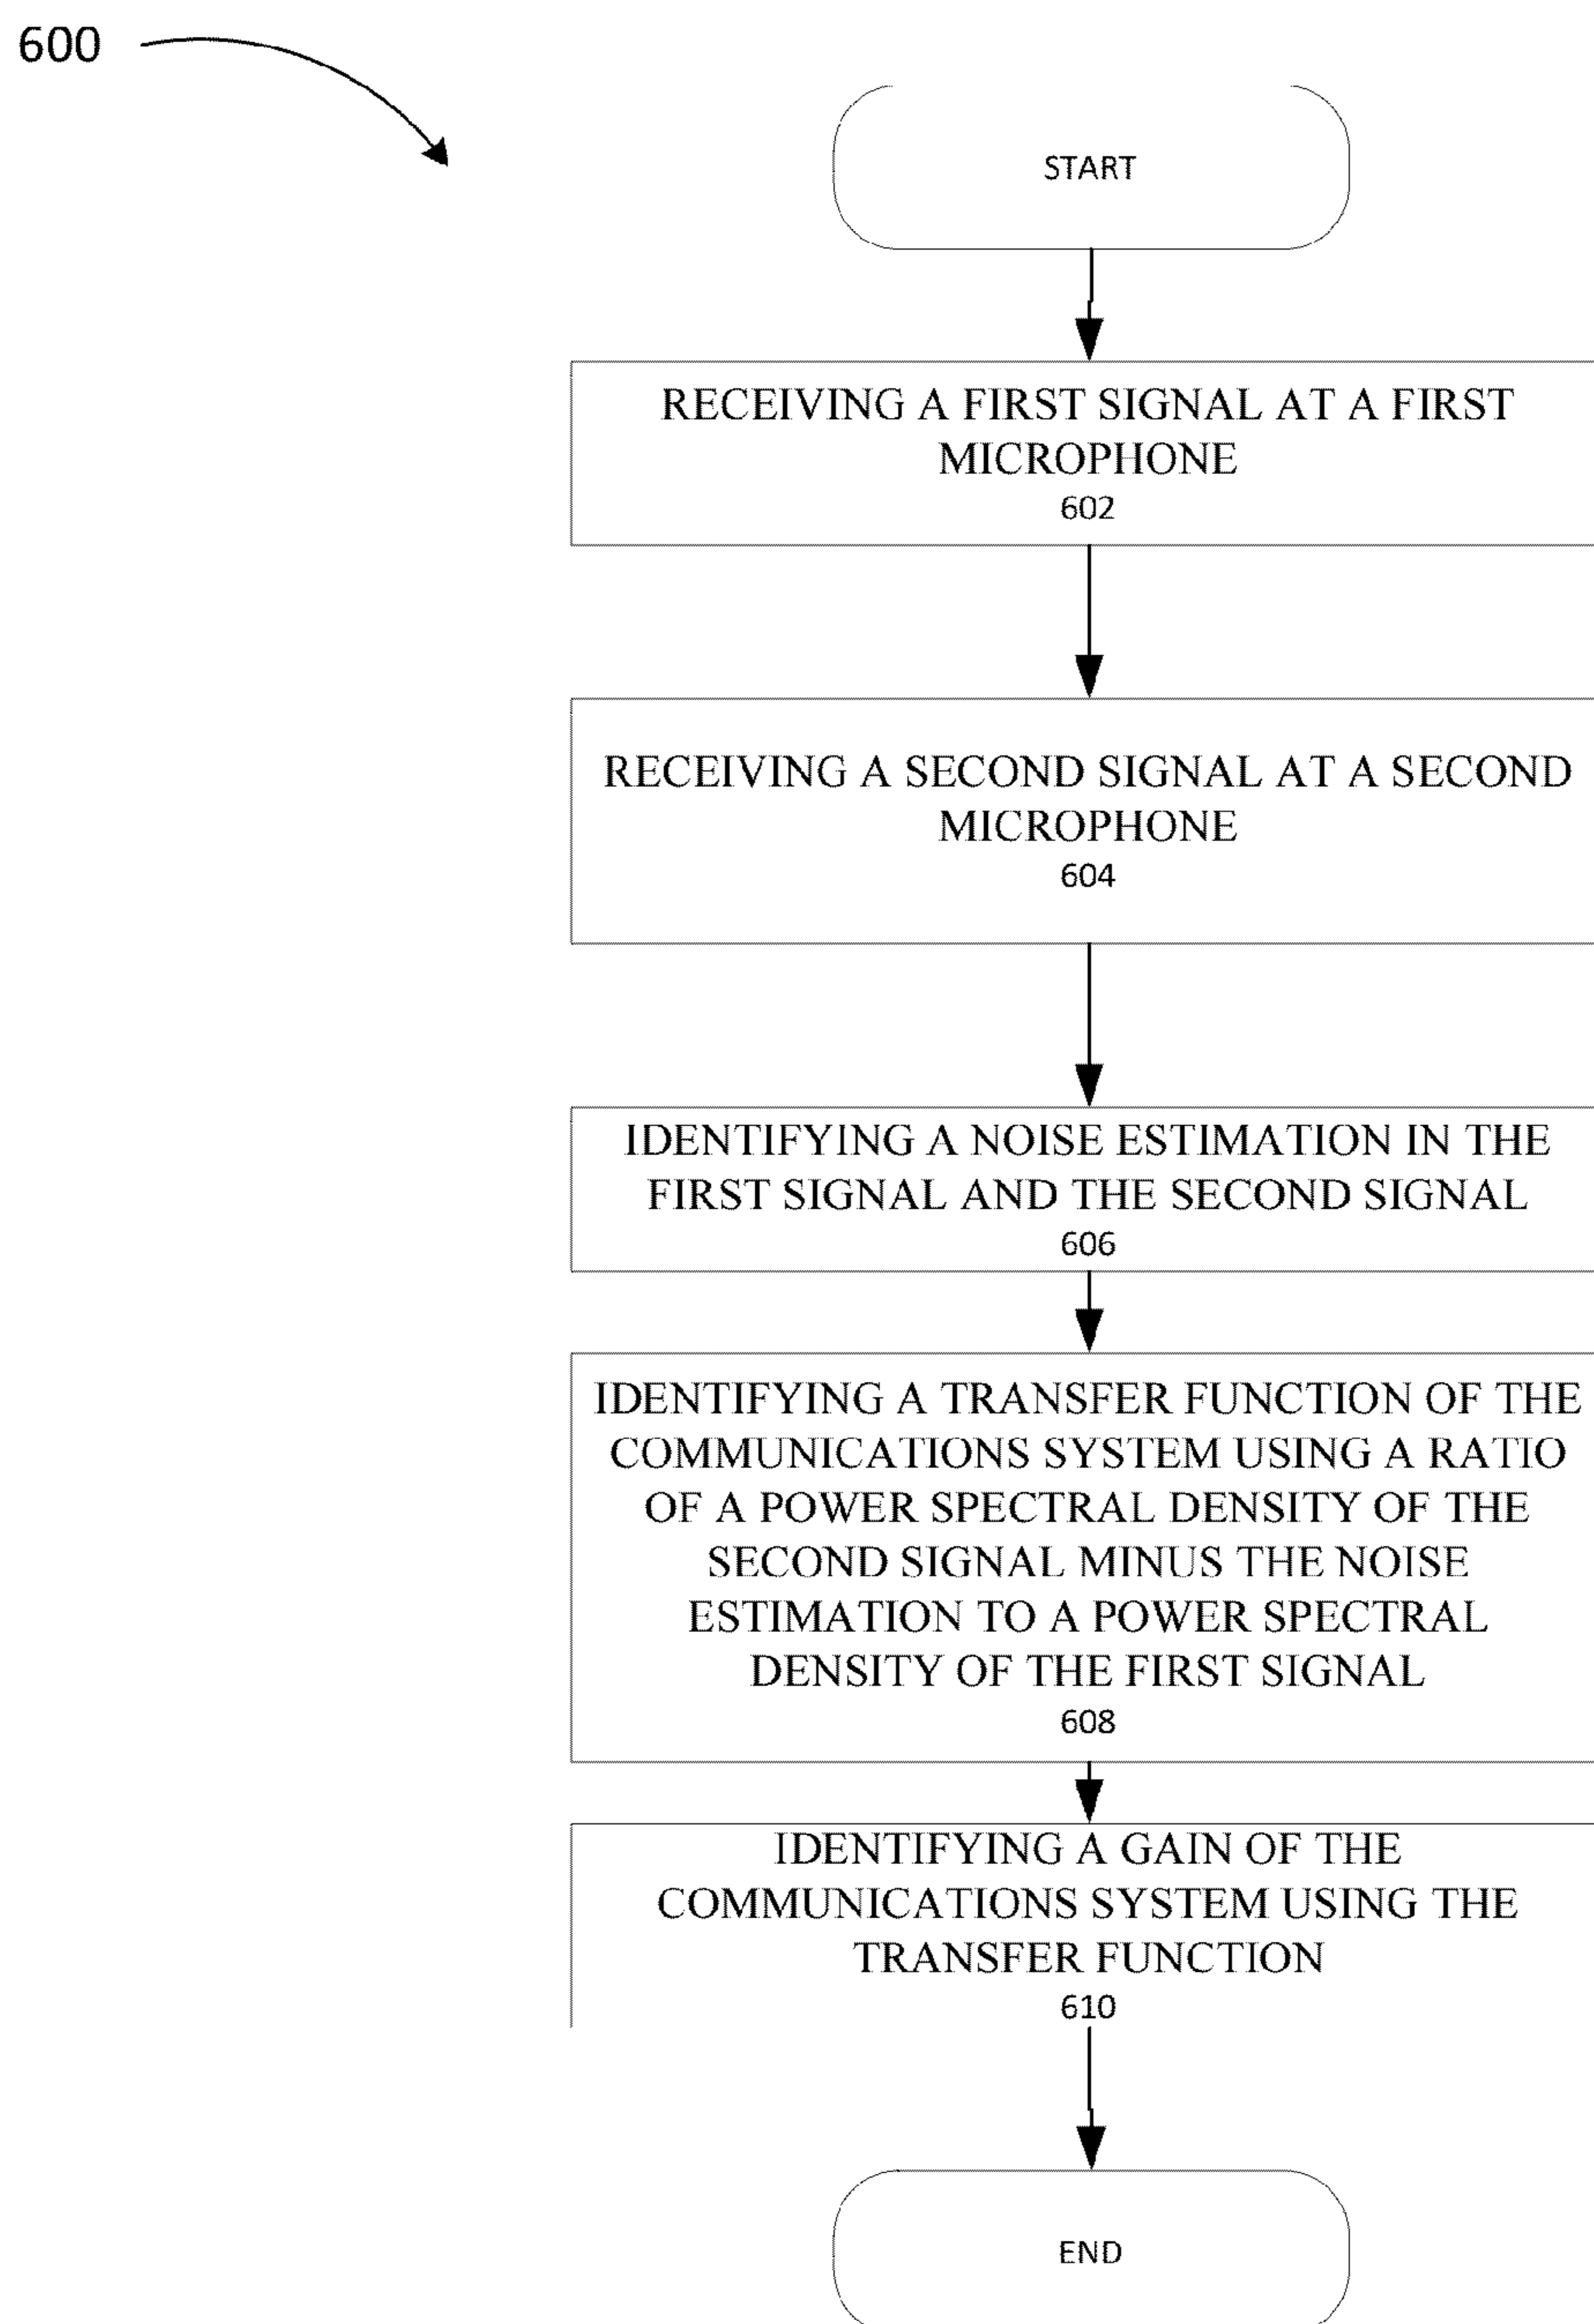 600
START
RECEIVING A FIRST SIGNAL AT A FIRST
MICROPHONE
602
RECEIVING A SECOND SIGNAL AT A SECOND
MICROPHONE
604
IDENTIFYING A NOISE ESTIMATION IN THE
FIRST SIGNAL AND THE SECOND SIGNAL
606
IDENTIFYING A TRANSFER FUNCTION OF THE
COMMUNICATIONS SYSTEM USING A RATIO
OF A POWER SPECTRAL DENSITY OF THE
SECOND SIGNAL MINUS THE NOISE
ESTIMATION TO A POWER SPECTRAL
DENSITY OF THE FIRST SIGNAL
608
IDENTIFYING A GAIN OF THE
COMMUNICATIONS SYSTEM USING THE
TRANSFER FUNCTION
610
END